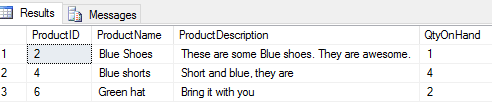 Results Messages
ProductID ProductName ProductDescription QtyOnHand
1 2 Blue Shoes These are some Blue shoes. They are awesome. 1
2 4 Blue shorts Short and blue, they are 4
3 6 Green hat Bring it with you 2